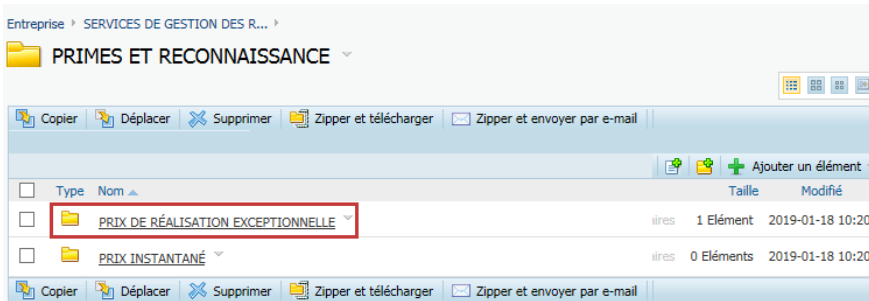 Entreprise SERVICES DE GESTION DES R...
PRIMES ET RECONNAISSANCE
Copier Déplacer Supprimer Zipper et télécharger Zipper et envoyer par e-mail
Ajouter un élément
Type Nom Taille Modifié
PRIX DE RÉALISATION EXCEPTIONNELLE 1 Elément 2019-01-18 10:20
PRIX INSTANTANÉ 0 Eléments 2019-01-18 10:20
Copier Déplacer Supprimer Zipper et télécharger Zipper et envoyer par e-mail